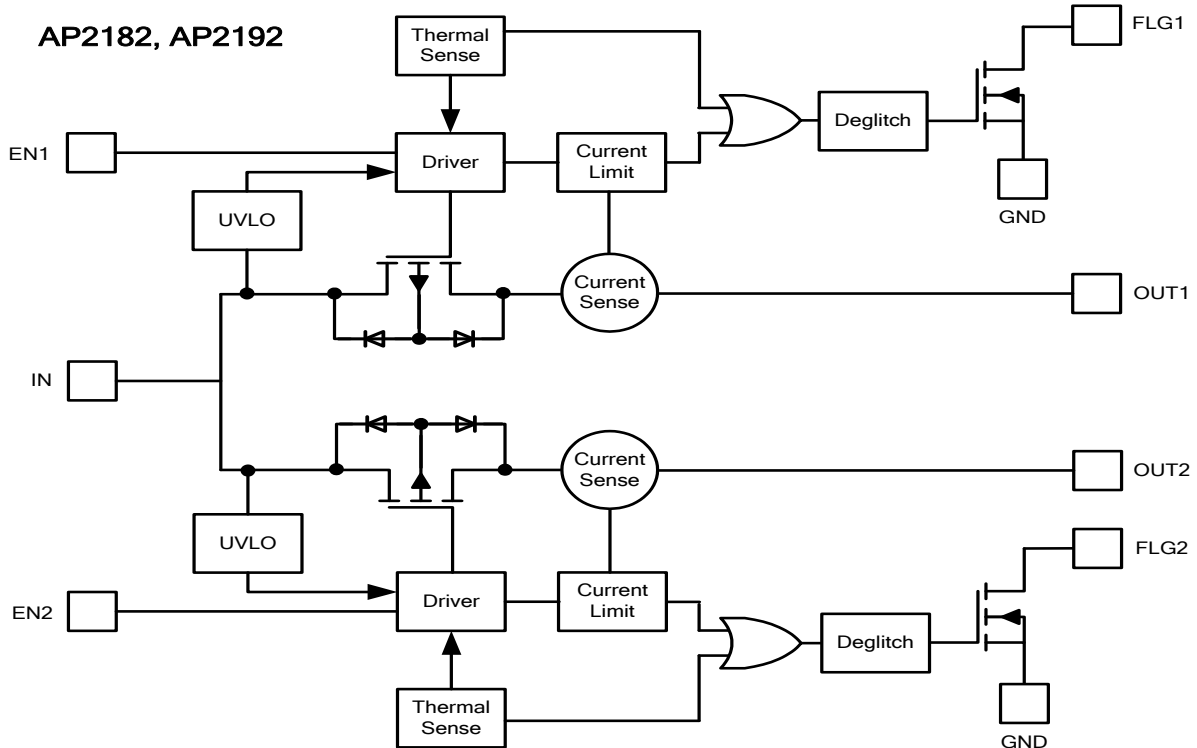 AP2182, AP2192
Thermal
Sense
FLG1
EN1
Driver
Current
Limit
Deglitch
GND
UVLO
Current
Sense
OUT1
IN
Current
Sense
OUT2
UVLO
FLG2
EN2
Driver
Current
Limit
Deglitch
Thermal
Sense
GND